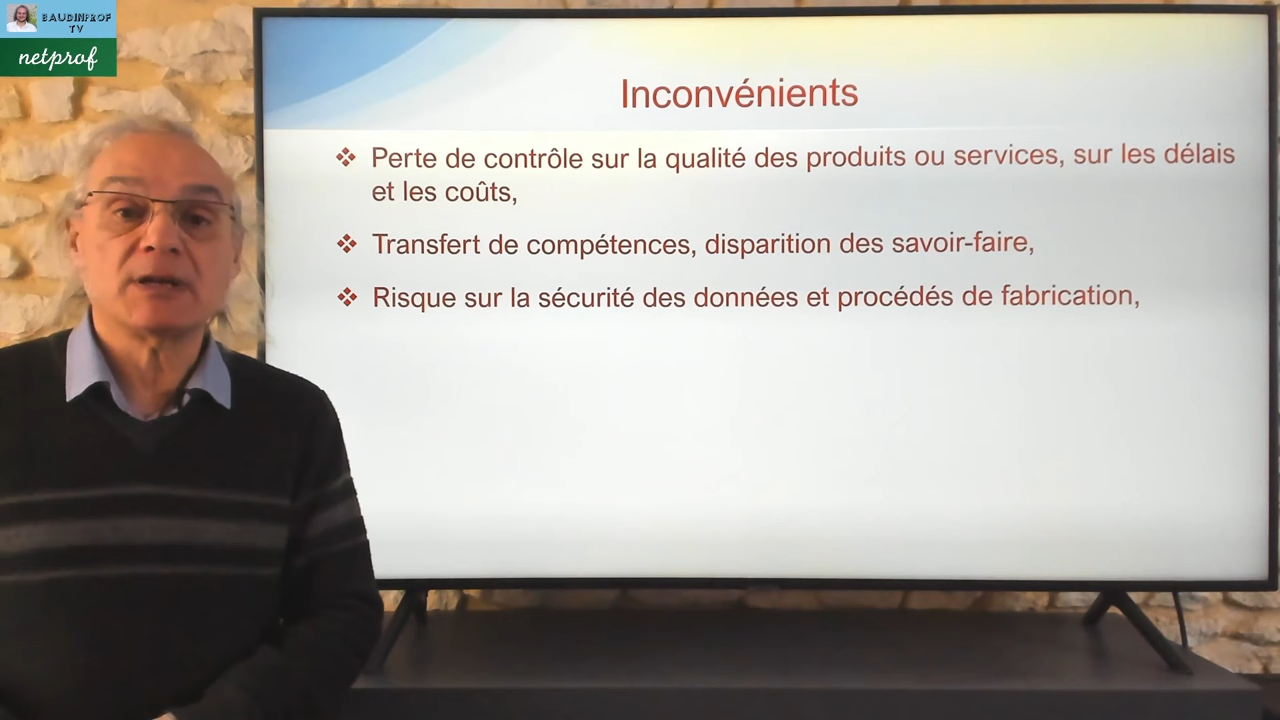 BAUDINPROF
TV
netprof
Inconvénients
❖ Perte de contrôle sur la qualité des produits ou services, sur les délais
et les coûts,
❖ Transfert de compétences, disparition des savoir-faire,
❖ Risque sur la sécurité des données et procédés de fabrication,